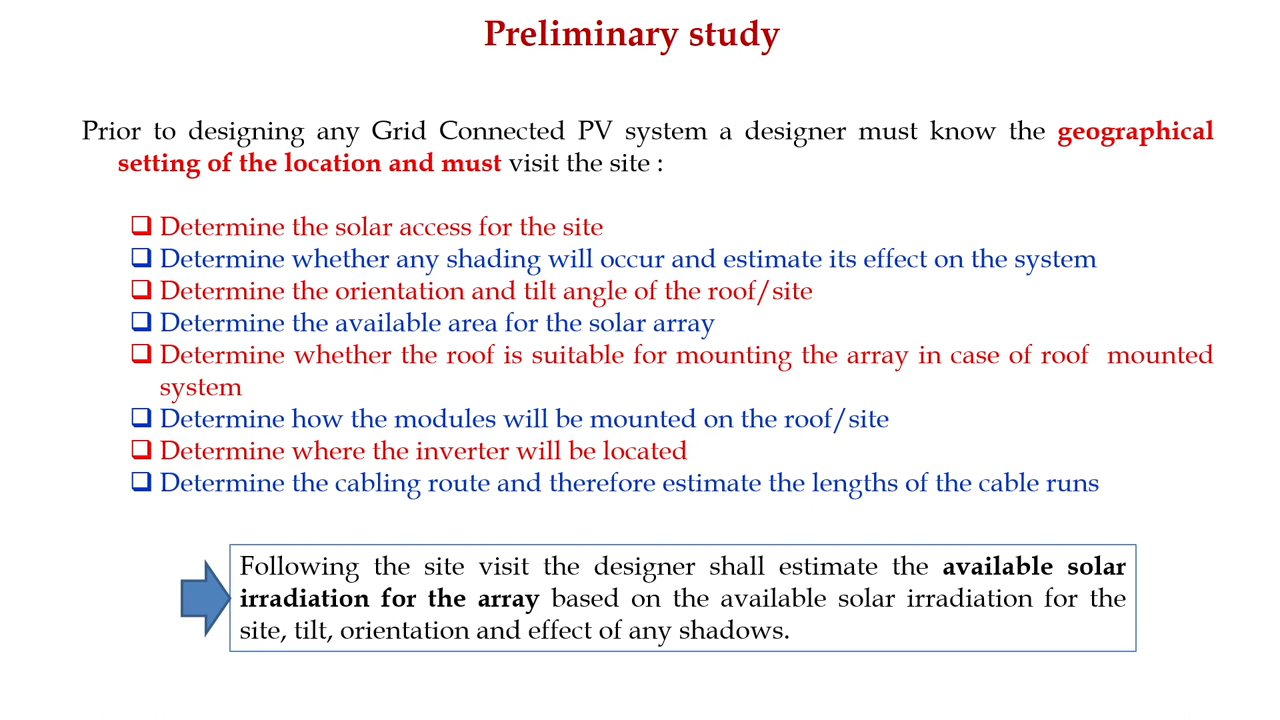 Preliminary study
Prior to designing any Grid Connected PV system a designer must know the geographical
setting of the location and must visit the site :
❑ Determine the solar access for the site
❑ Determine whether any shading will occur and estimate its effect on the system
❑ Determine the orientation and tilt angle of the roof/site
❑ Determine the available area for the solar array
❑ Determine whether the roof is suitable for mounting the array in case of roof mounted
system
❑ Determine how the modules will be mounted on the roof/site
❑ Determine where the inverter will be located
❑ Determine the cabling route and therefore estimate the lengths of the cable runs
Following the site visit the designer shall estimate the available solar
irradiation for the array based on the available solar irradiation for the
site, tilt, orientation and effect of any shadows.